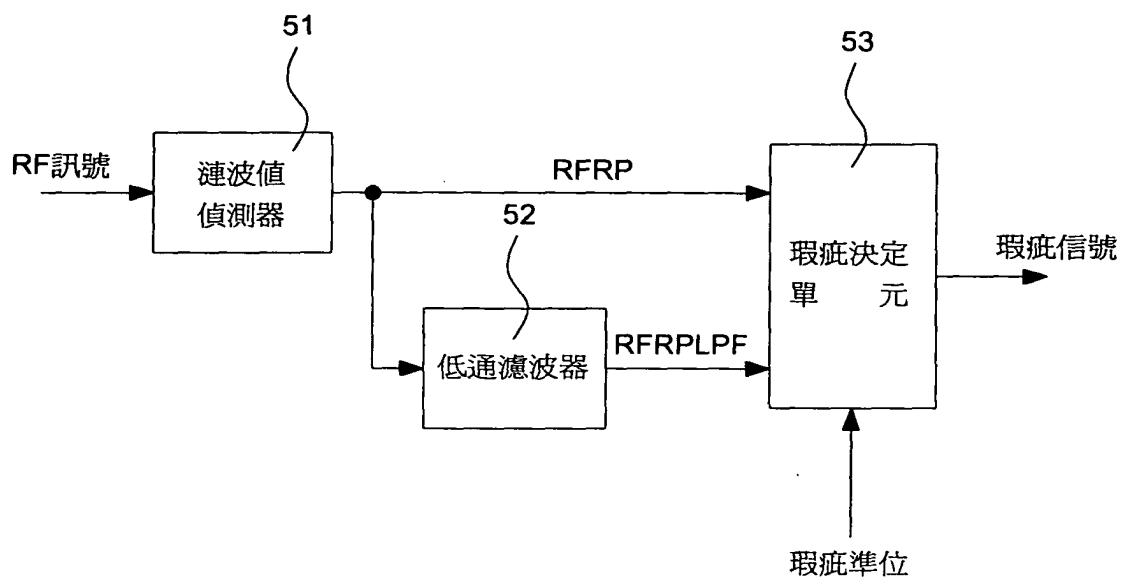 51
53
RF訊號
漣波值
偵測器
RFRP
52
瑕疵決定
單 元
瑕疵信號
低通濾波器
RFRPLPF
瑕疵準位